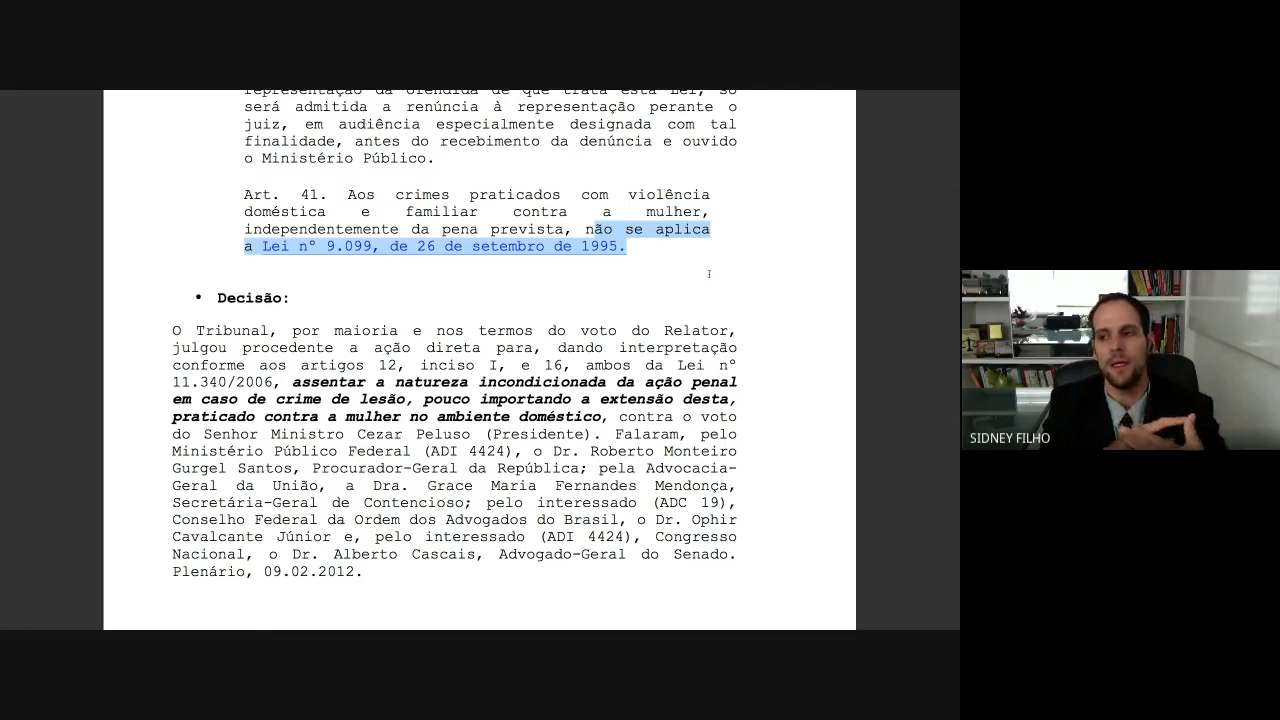 representação da ofendida de que trata esta Lei, só
será admitida a renúncia à representação perante o
juiz, em audiência especialmente designada com tal
finalidade, antes do recebimento da denúncia e ouvido
o Ministério Público.
Art. 41. Aos crimes praticados com violência
doméstica e familiar contra a mulher,
independentemente da pena prevista, não se aplica
a Lei nº 9.099, de 26 de setembro de 1995.
• Decisão:
O Tribunal, por maioria e nos termos do voto do Relator,
julgou procedente a ação direta para, dando interpretação
conforme aos artigos 12, inciso I, e 16, ambos da Lei nº
11.340/2006, assentar a natureza incondicionada da ação penal
em caso de crime de lesão, pouco importando a extensão desta,
praticado contra a mulher no ambiente doméstico, contra o voto
do Senhor Ministro Cezar Peluso (Presidente). Falaram, pelo
Ministério Público Federal (ADI 4424), o Dr. Roberto Monteiro
Gurgel Santos, Procurador-Geral da República; pela Advocacia-
Geral da União, a Dra. Grace Maria Fernandes Mendonça,
Secretária-Geral de Contencioso; pelo interessado (ADC 19),
Conselho Federal da Ordem dos Advogados do Brasil, o Dr. Ophir
Cavalcante Júnior e, pelo interessado (ADI 4424), Congresso
Nacional, o Dr. Alberto Cascais, Advogado-Geral do Senado.
Plenário, 09.02.2012.
SIDNEY FILHO